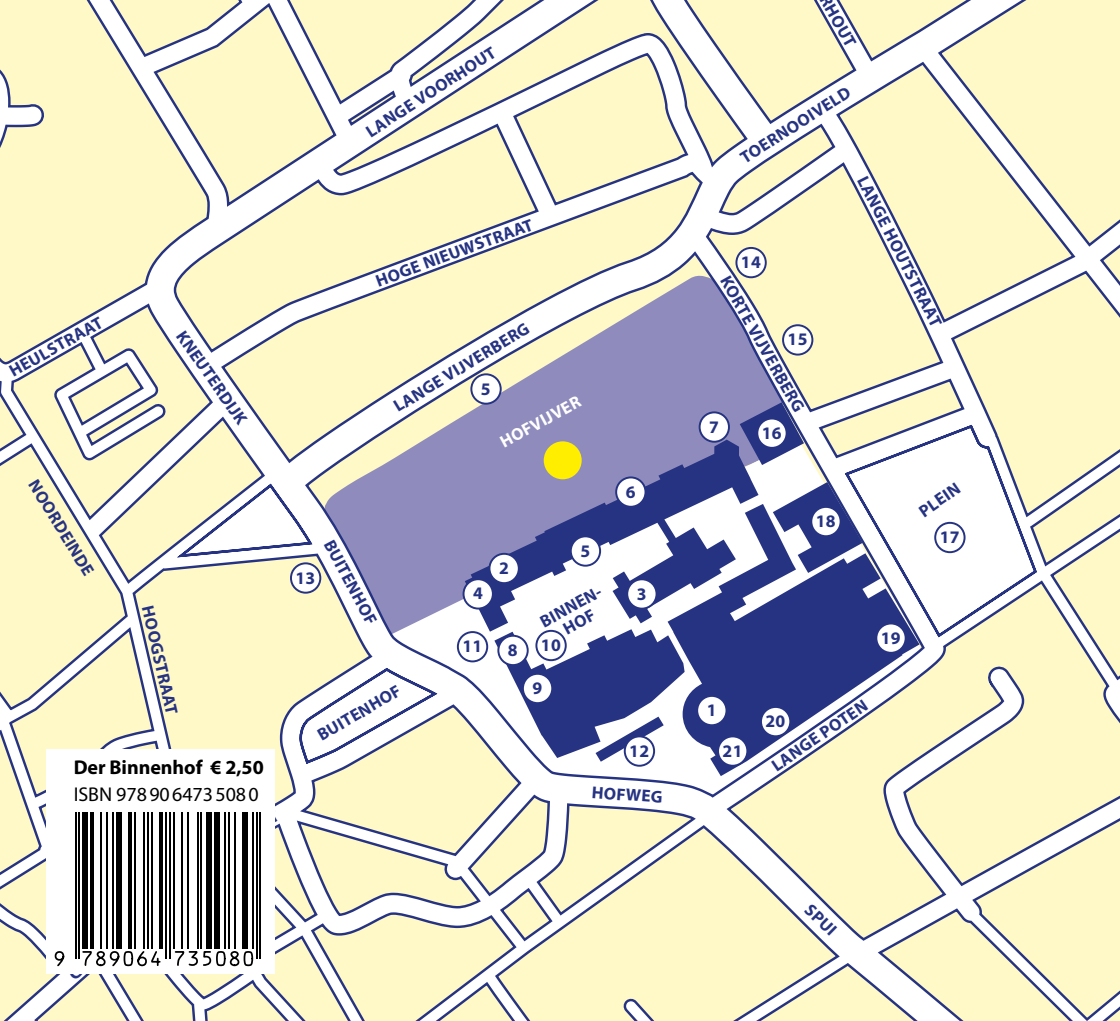 RHOUT
LANGE VOORHOUT
TOERNOOIVELD
HOGE NIEUWSTRAAT
LANGE HOUTSTRAAT
14
KORTE VIJVERBERG
15
HEULSTRAAT
KNEUTERDIJK
LANGE VIJVERBERG
5
HOFVIJVER
7
16
6
NOORDEINDE
PLEIN
17
18
BUITENHOF
13
2
5
4
3
BINNEN-
HOF
HOOGSTRAAT
11
8
10
19
9
BUITENHOF
1
20
LANGE POTEN
12
21
HOFWEG
SPUI
Der Binnenhof € 2,50
ISBN 978 90 6473 508 0
9 789064 735080